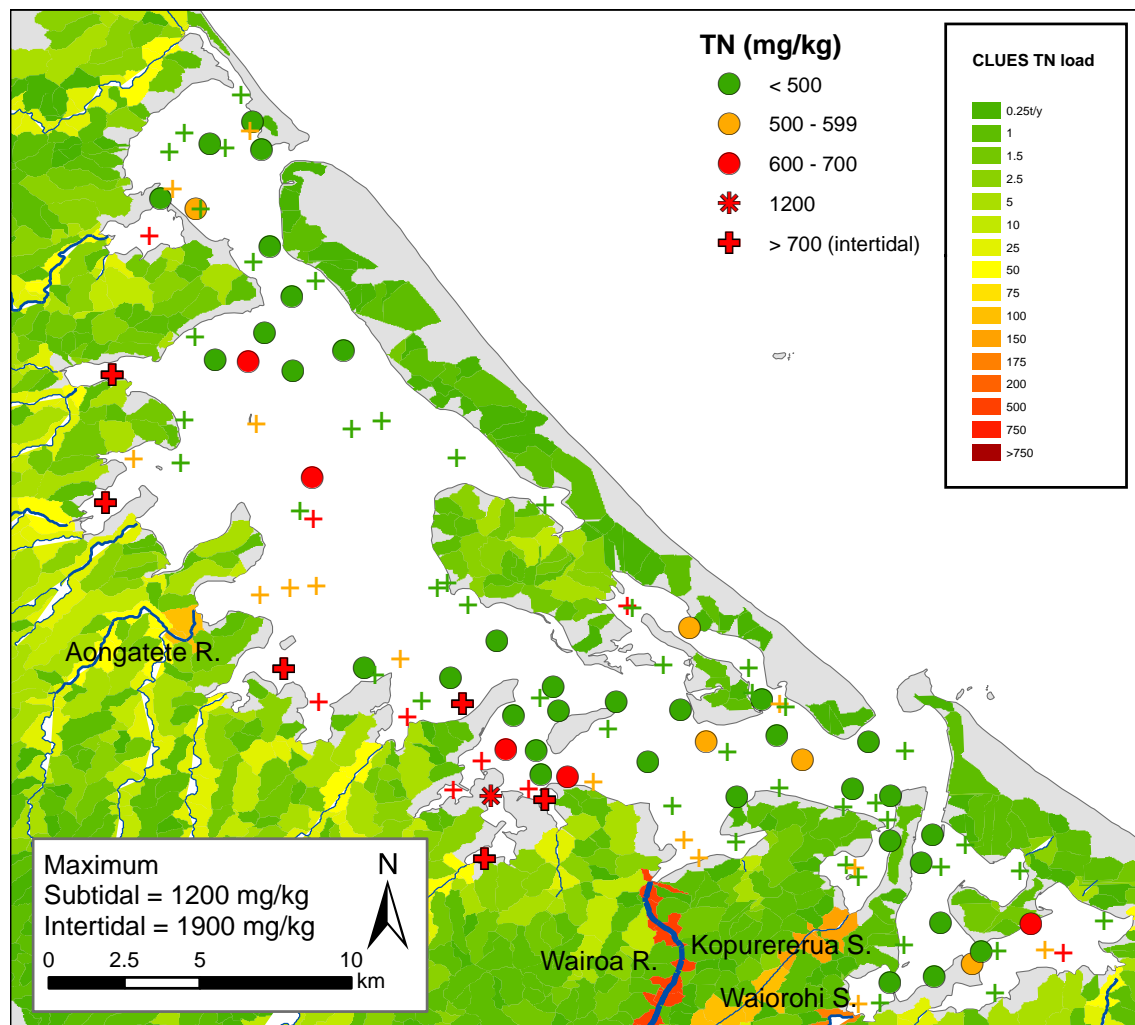 TN (mg/kg)
< 500
500 - 599
600 - 700
1200
> 700 (intertidal)
CLUES TN load
0.25t/y
1
1.5
2.5
5
10
25
50
75
100
150
175
200
500
750
>750
Aongatete R.
Wairoa R.
Kopurererua S.
Waiorohi S.
Maximum
Subtidal = 1200 mg/kg
Intertidal = 1900 mg/kg
N
0 2.5 5 10
km